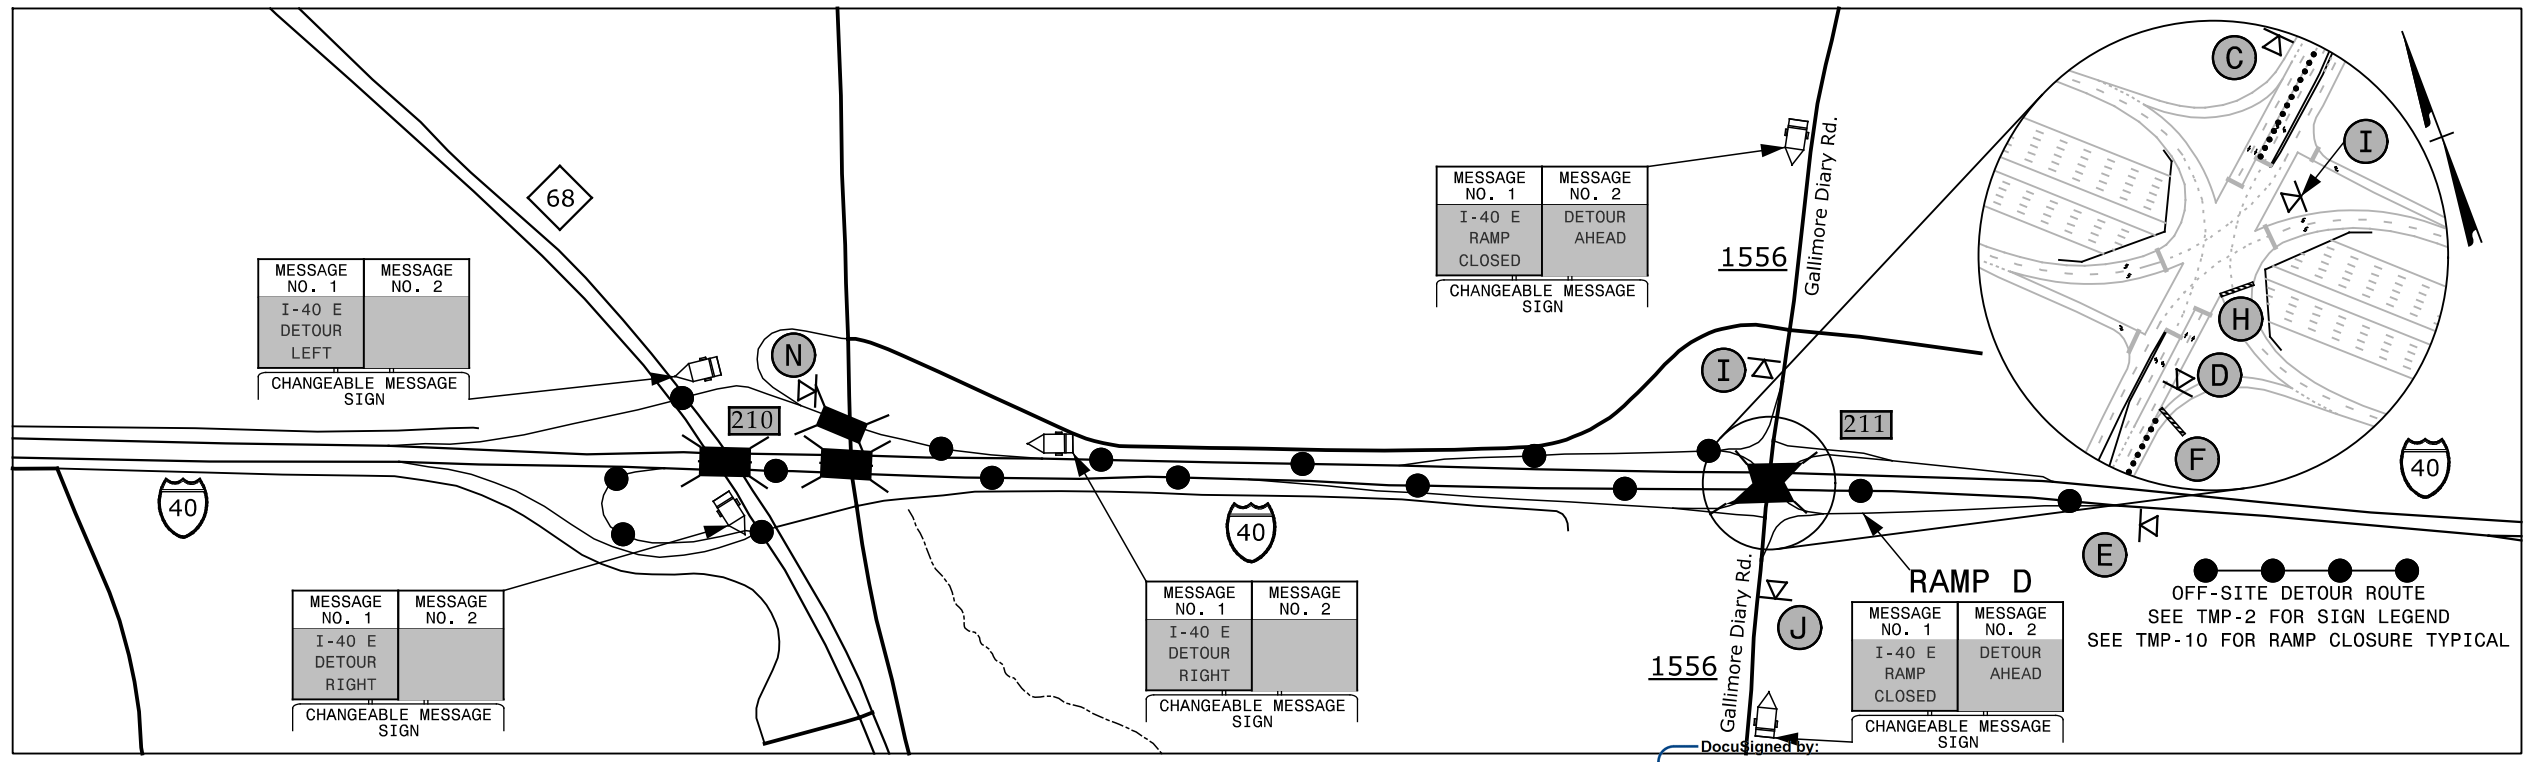 C
I
68
MESSAGE NO. 1
MESSAGE NO. 2
I-40 E
RAMP
CLOSED
DETOUR
AHEAD
CHANGEABLE MESSAGE
SIGN
1556
Gallimore Diary Rd.
MESSAGE NO. 1
MESSAGE NO. 2
I-40 E
DETOUR
LEFT
CHANGEABLE MESSAGE
SIGN
H
N
I
D
210
211
F
40
40
40
E
J
RAMP D
OFF-SITE DETOUR ROUTE
SEE TMP-2 FOR SIGN LEGEND
SEE TMP-10 FOR RAMP CLOSURE TYPICAL
MESSAGE NO. 1
MESSAGE NO. 2
I-40 E
DETOUR
RIGHT
CHANGEABLE MESSAGE
SIGN
MESSAGE NO. 1
MESSAGE NO. 2
I-40 E
DETOUR
RIGHT
CHANGEABLE MESSAGE
SIGN
1556
Gallimore Diary Rd.
MESSAGE NO. 1
MESSAGE NO. 2
I-40 E
RAMP
CLOSED
DETOUR
AHEAD
CHANGEABLE MESSAGE
SIGN
DocuSigned by: